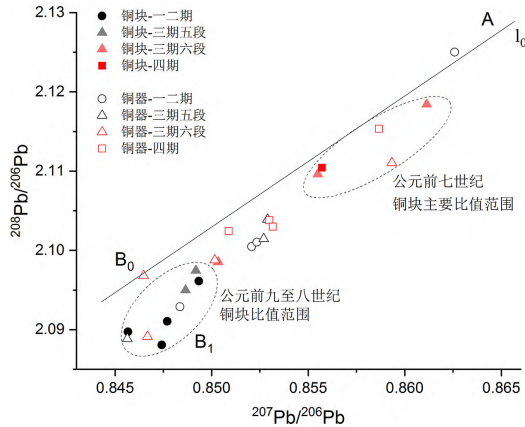 2.13
2.12
2.11
2.10
2.09
²⁰⁸Pb/²⁰⁶Pb
铜块-一二期
铜块-三期五段
铜块-三期六段
铜块-四期
铜器-一二期
铜器-三期五段
铜器-三期六段
铜器-四期
A
l₀
B₀
B₁
公元前七世纪
铜块主要比值范围
公元前九至八世纪
铜块比值范围
0.845
0.850
0.855
0.860
0.865
²⁰⁷Pb/²⁰⁶Pb